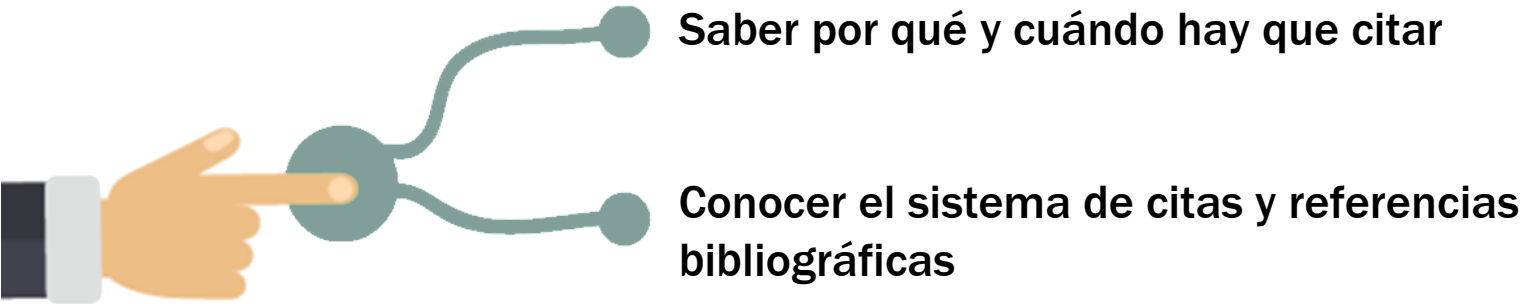 Saber por qué y cuándo hay que citar
Conocer el sistema de citas y referencias
bibliográficas